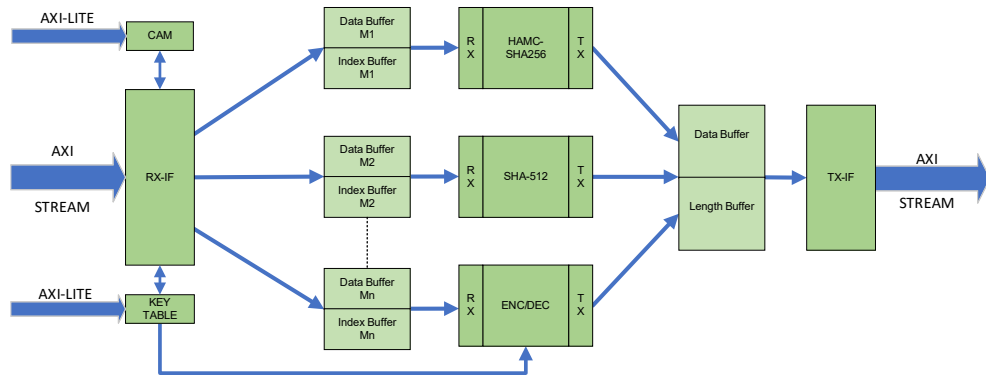 AXI-LITE
CAM
AXI
STREAM
RX-IF
AXI-LITE
KEY
TABLE
Data Buffer
M1
Index Buffer
M1
R
X
HAMC-
SHA256
T
X
Data Buffer
M2
Index Buffer
M2
R
X
SHA-512
T
X
Data Buffer
Mn
Index Buffer
Mn
R
X
ENC/DEC
T
X
Data Buffer
Length Buffer
TX-IF
AXI
STREAM